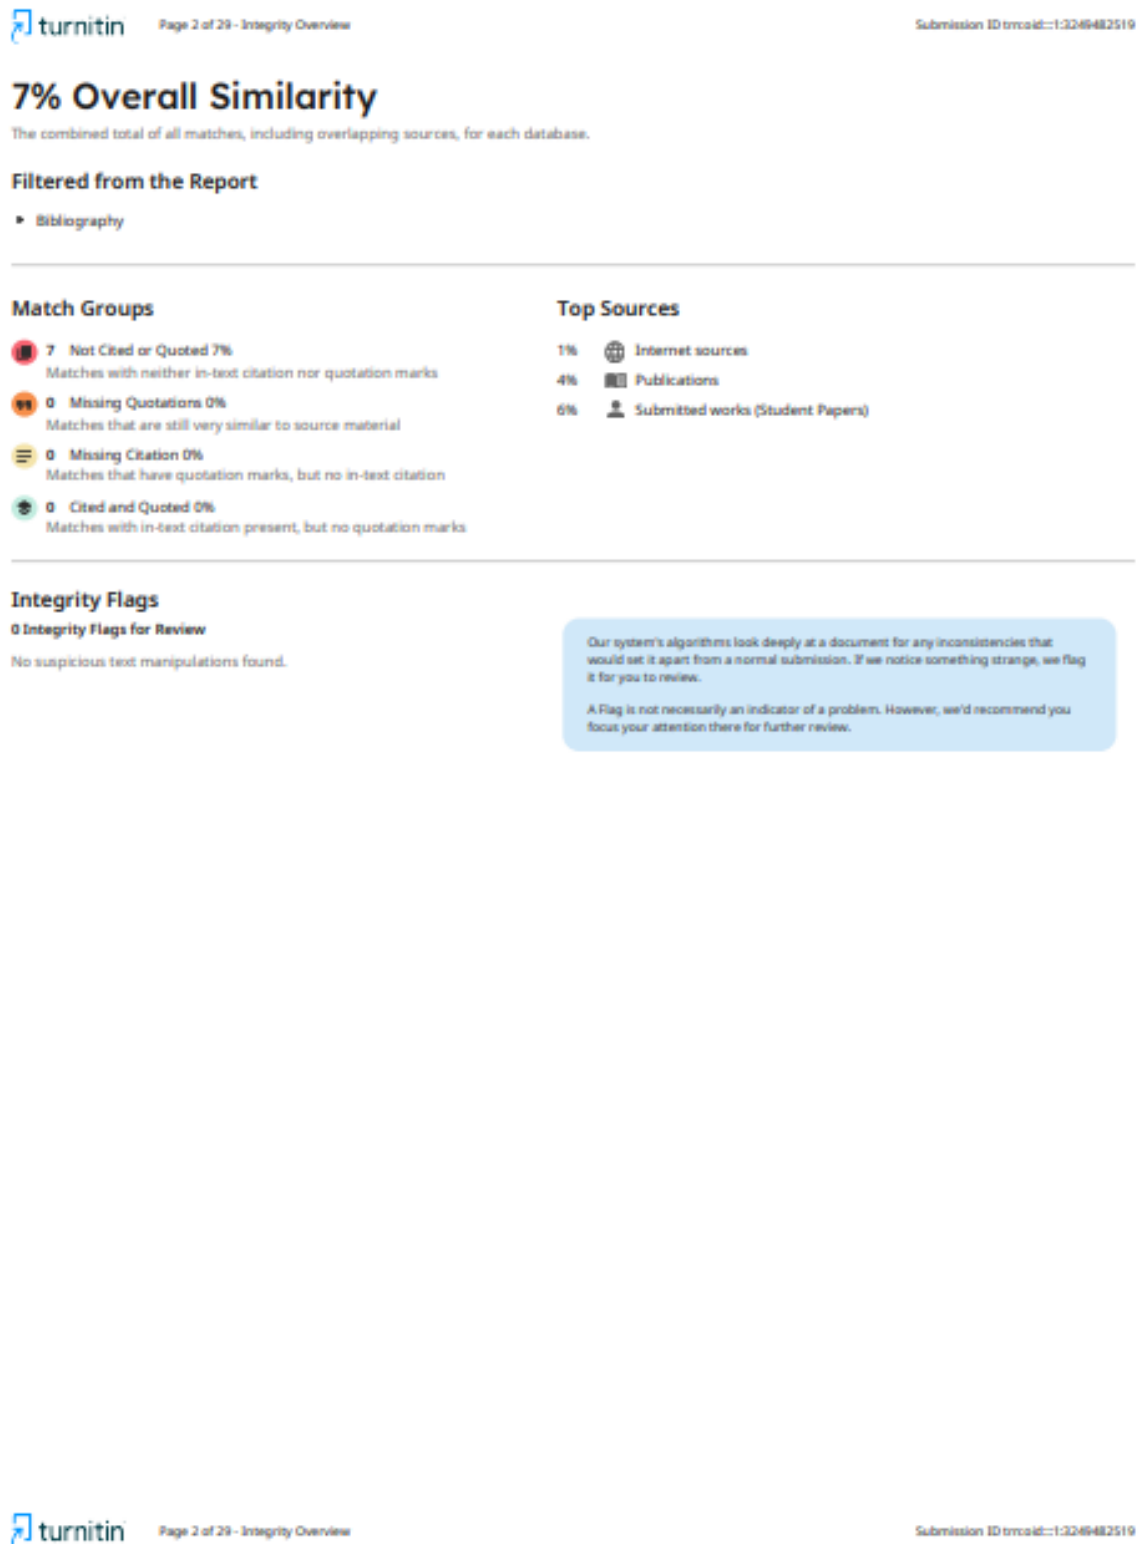 turnitin Page 2 of 29 - Integrity Overview Submission ID trn:oid:::1:3249482519
7% Overall Similarity
The combined total of all matches, including overlapping sources, for each database.
Filtered from the Report
Bibliography
Match Groups
7 Not Cited or Quoted 7%
Matches with neither in-text citation nor quotation marks
0 Missing Quotations 0%
Matches that are still very similar to source material
0 Missing Citation 0%
Matches that have quotation marks, but no in-text citation
0 Cited and Quoted 0%
Matches with in-text citation present, but no quotation marks
Top Sources
1% Internet sources
4% Publications
6% Submitted works (Student Papers)
Integrity Flags
0 Integrity Flags for Review
No suspicious text manipulations found.
Our system's algorithms look deeply at a document for any inconsistencies that
would set it apart from a normal submission. If we notice something strange, we flag
it for you to review.
A Flag is not necessarily an indicator of a problem. However, we'd recommend you
focus your attention there for further review.
turnitin Page 2 of 29 - Integrity Overview Submission ID trn:oid:::1:3249482519